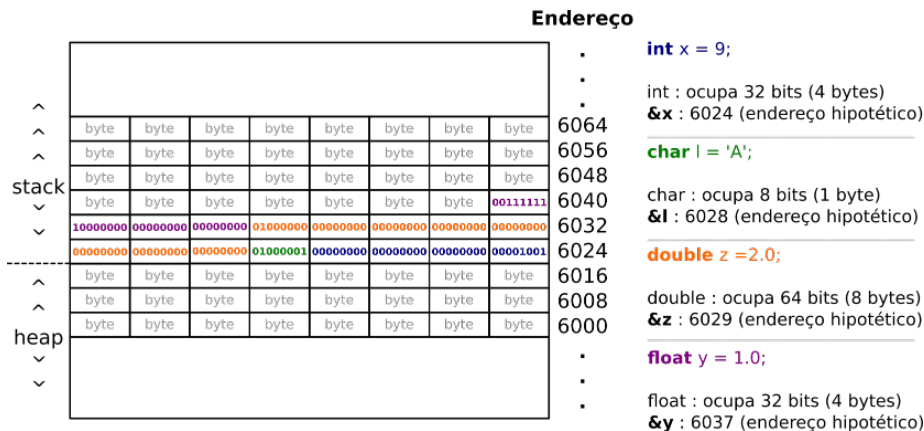 Endereço
.
.
.
^
^ byte byte byte byte byte byte byte byte 6064
^ byte byte byte byte byte byte byte byte 6056
stack byte byte byte byte byte byte byte byte 6048
byte byte byte byte byte byte byte 00111111 6040
10000000 00000000 00000000 01000000 00000000 00000000 00000000 00000000 6032
00000000 00000000 00000000 01000001 00000000 00000000 00000000 00001001 6024
^ byte byte byte byte byte byte byte byte 6016
^ byte byte byte byte byte byte byte byte 6008
heap byte byte byte byte byte byte byte byte 6000
.
.
.
int x = 9;
int : ocupa 32 bits (4 bytes)
&x : 6024 (endereço hipotético)
char l = 'A';
char : ocupa 8 bits (1 byte)
&l : 6028 (endereço hipotético)
double z =2.0;
double : ocupa 64 bits (8 bytes)
&z : 6029 (endereço hipotético)
float y = 1.0;
float : ocupa 32 bits (4 bytes)
&y : 6037 (endereço hipotético)